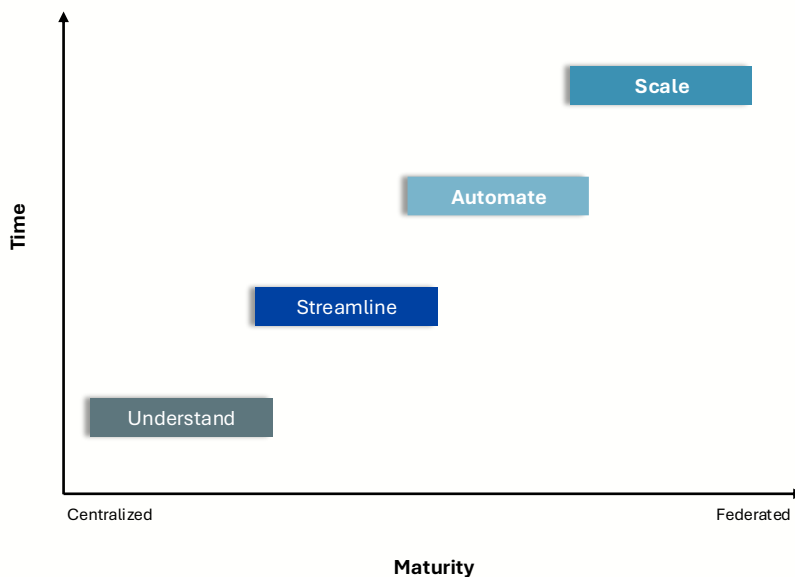 Scale
Automate
Time
Streamline
Understand
Centralized
Federated
Maturity